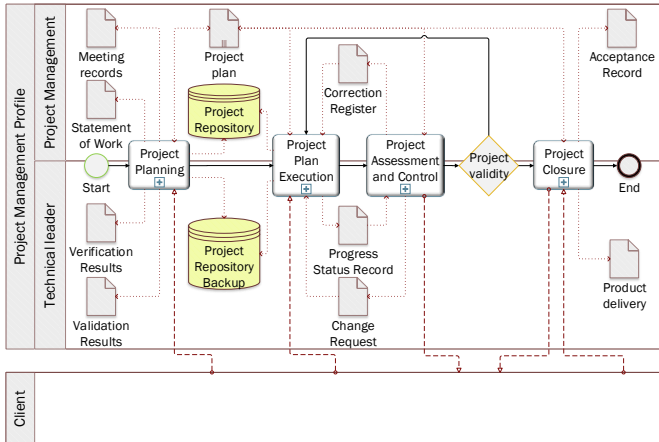 Project Management Profile
Project Management
Technical leader
Client
Meeting
records
Statement
of Work
Start
Verification
Results
Validation
Results
Project
Planning
Project
plan
Project
Repository
Project
Repository
Backup
Project
Plan
Execution
Correction
Register
Project
Assessment
and Control
Progress
Status Record
Change
Request
Project
validity
Project
Closure
Acceptance
Record
End
Product
delivery